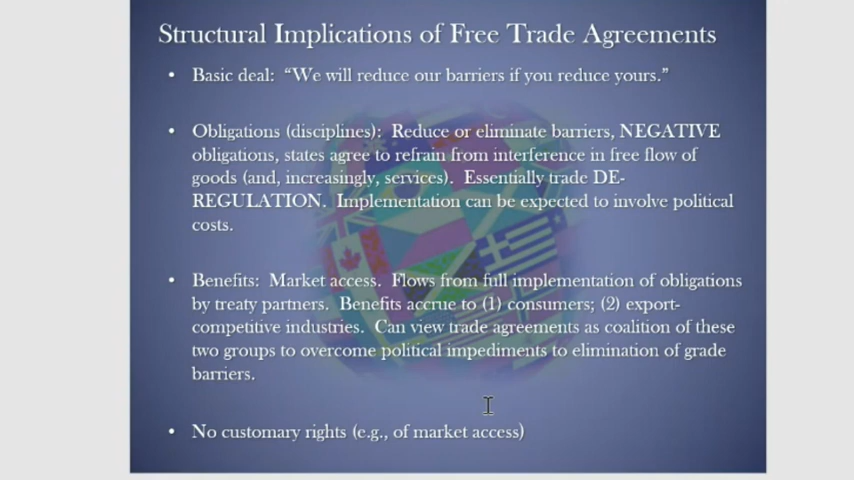 Structural Implications of Free Trade Agreements
• Basic deal: “We will reduce our barriers if you reduce yours.”
• Obligations (disciplines): Reduce or eliminate barriers, NEGATIVE
obligations, states agree to refrain from interference in free flow of
goods (and, increasingly, services). Essentially trade DE-
REGULATION. Implementation can be expected to involve political
costs.
• Benefits: Market access. Flows from full implementation of obligations
by treaty partners. Benefits accrue to (1) consumers; (2) export-
competitive industries. Can view trade agreements as coalition of these
two groups to overcome political impediments to elimination of grade
barriers.
• No customary rights (e.g., of market access)